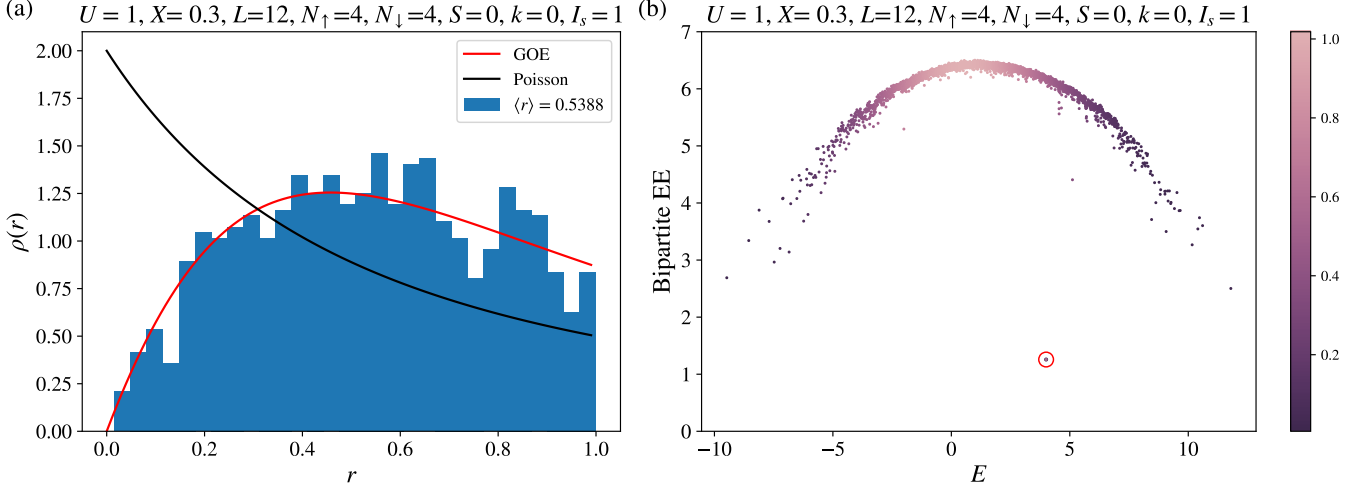 (a)
U = 1, X= 0.3, L=12, N↑=4, N↓=4, S=0, k=0, I_s=1
2.00
1.75
1.50
1.25
1.00
0.75
0.50
0.25
0.00
ρ(r)
GOE
Poisson
⟨r⟩ = 0.5388
0.0 0.2 0.4 0.6 0.8 1.0
r
(b)
U = 1, X= 0.3, L=12, N↑=4, N↓=4, S=0, k=0, I_s=1
7
6
5
4
3
2
1
0
Bipartite EE
−10 −5 0 5 10
E
1.0
0.8
0.6
0.4
0.2